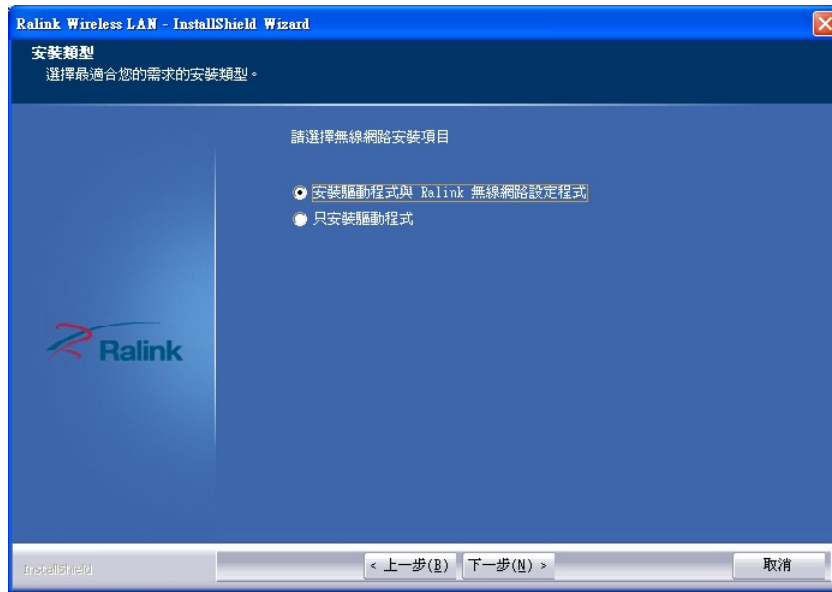 Ralink Wireless LAN - InstallShield Wizard
安裝類型
選擇最適合您的需求的安裝類型。
請選擇無線網路安裝項目
安裝驅動程式與 Ralink 無線網路設定程式
只安裝驅動程式
Ralink
InstallShield
< 上一步(B)
下一步(N) >
取消